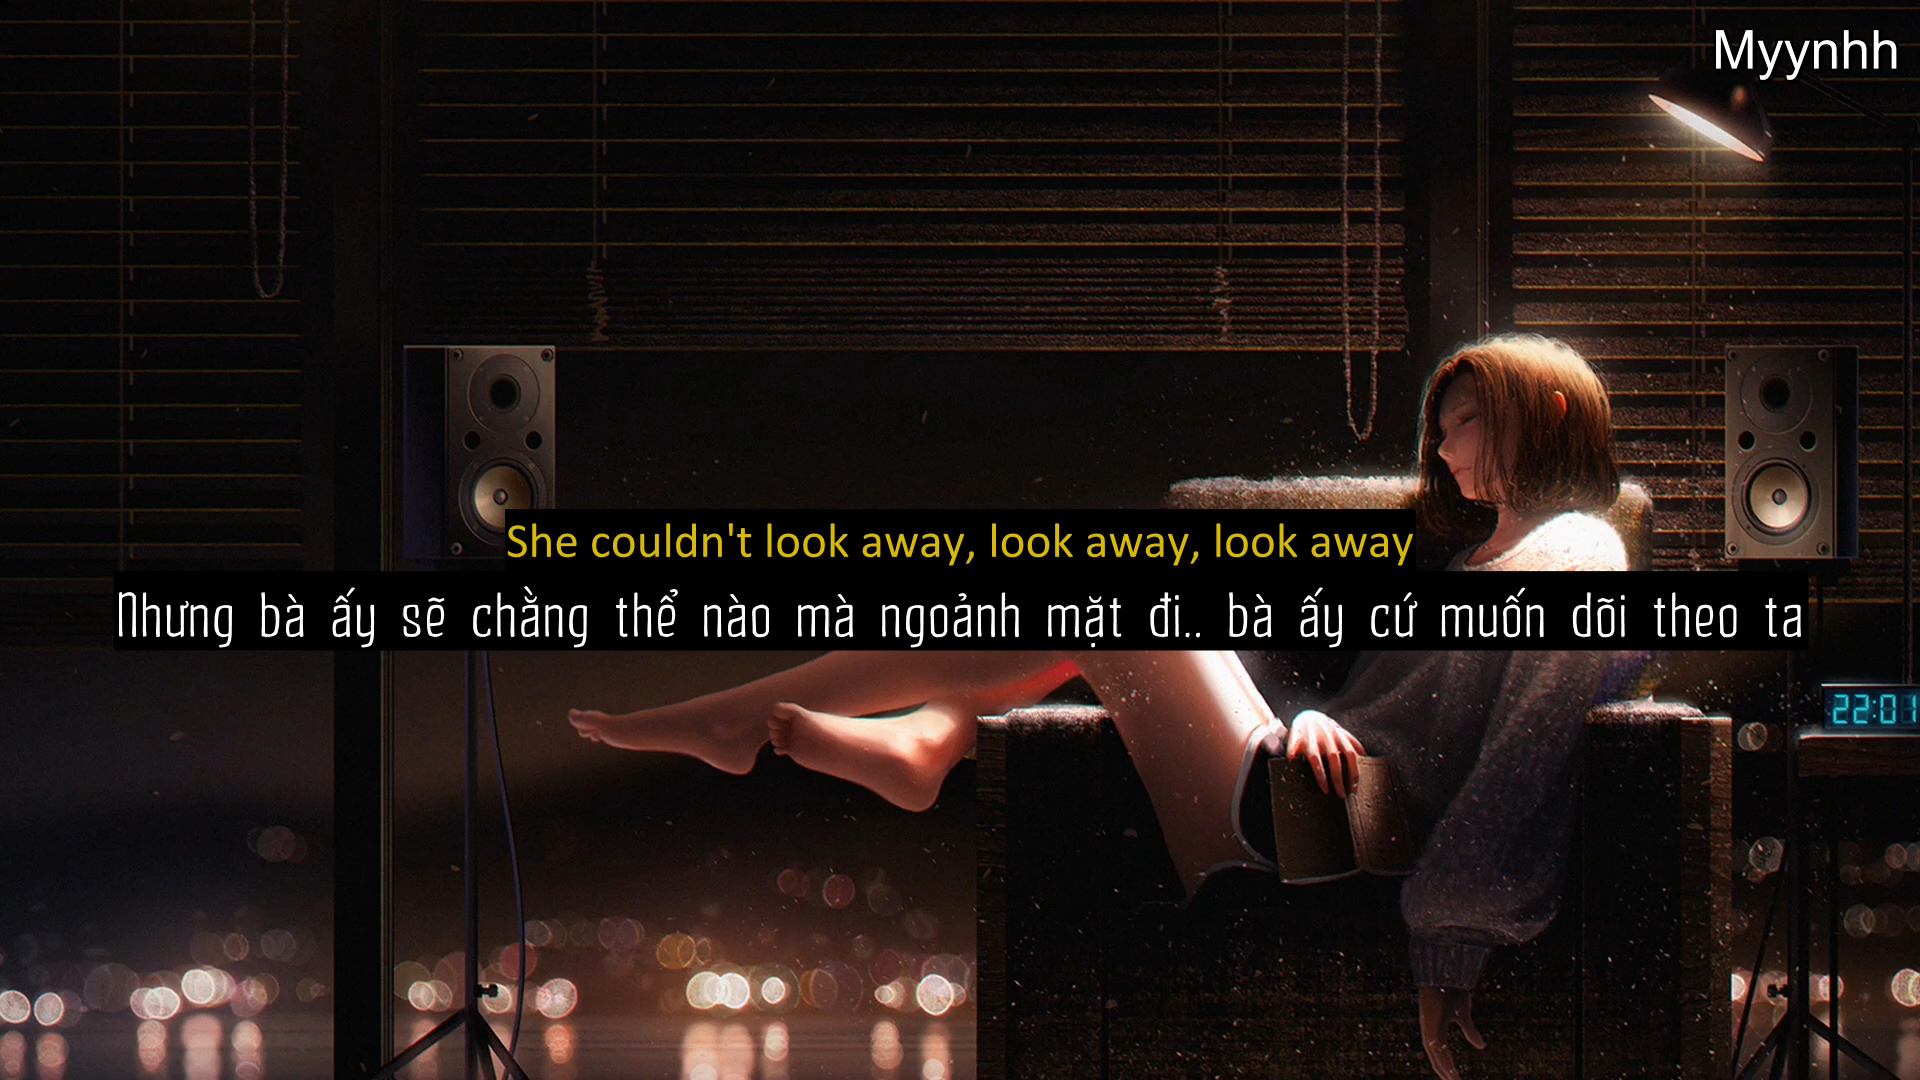 Myynhh
She couldn't look away, look away, look away
Nhưng bà ấy sẽ chằng thể nào mà ngoảnh mặt đi.. bà ấy cứ muốn dõi theo ta
22:01